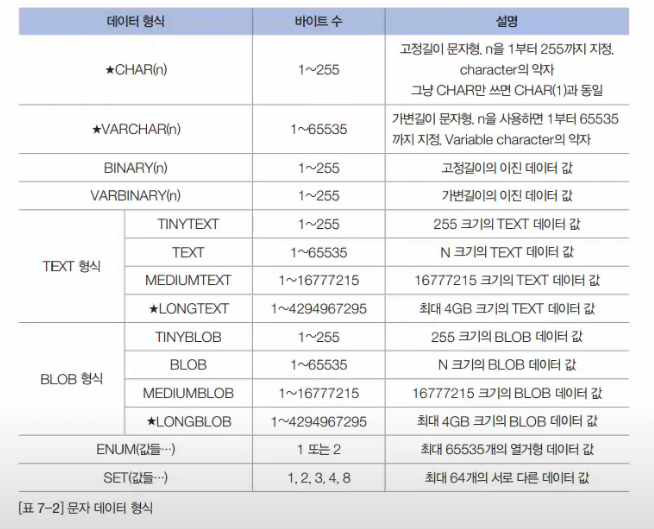 데이터 형식 바이트 수 설명
★CHAR(n) 1~255 고정길이 문자형. n을 1부터 255까지 지정.
character의 약자
그냥 CHAR만 쓰면 CHAR(1)과 동일
★VARCHAR(n) 1~65535 가변길이 문자형. n을 사용하면 1부터 65535
까지 지정. Variable character의 약자
BINARY(n) 1~255 고정길이의 이진 데이터 값
VARBINARY(n) 1~255 가변길이의 이진 데이터 값
TEXT 형식
TINYTEXT 1~255 255 크기의 TEXT 데이터 값
TEXT 1~65535 N 크기의 TEXT 데이터 값
MEDIUMTEXT 1~16777215 16777215 크기의 TEXT 데이터 값
★LONGTEXT 1~4294967295 최대 4GB 크기의 TEXT 데이터 값
BLOB 형식
TINYBLOB 1~255 255 크기의 BLOB 데이터 값
BLOB 1~65535 N 크기의 BLOB 데이터 값
MEDIUMBLOB 1~16777215 16777215 크기의 BLOB 데이터 값
★LONGBLOB 1~4294967295 최대 4GB 크기의 BLOB 데이터 값
ENUM(값들…) 1 또는 2 최대 65535개의 열거형 데이터 값
SET(값들…) 1, 2, 3, 4, 8 최대 64개의 서로 다른 데이터 값
[표 7-2] 문자 데이터 형식